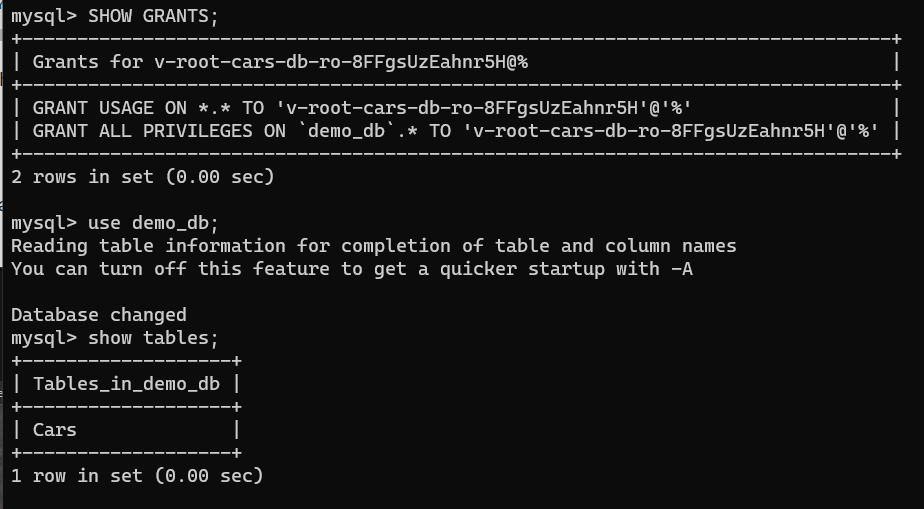 mysql> SHOW GRANTS;
+-------------------------------------------------------------------------------+
| Grants for v-root-cars-db-ro-8FFgsUzEahnr5H@%                                 |
+-------------------------------------------------------------------------------+
| GRANT USAGE ON *.* TO 'v-root-cars-db-ro-8FFgsUzEahnr5H'@'%'                  |
| GRANT ALL PRIVILEGES ON `demo_db`.* TO 'v-root-cars-db-ro-8FFgsUzEahnr5H'@'%' |
+-------------------------------------------------------------------------------+
2 rows in set (0.00 sec)
mysql> use demo_db;
Reading table information for completion of table and column names
You can turn off this feature to get a quicker startup with -A
Database changed
mysql> show tables;
+-------------------+
| Tables_in_demo_db |
+-------------------+
| Cars              |
+-------------------+
1 row in set (0.00 sec)